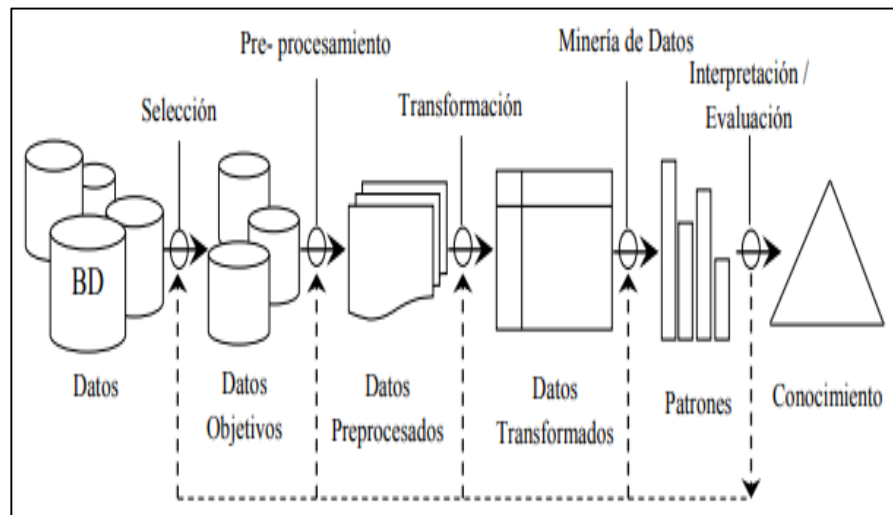 Pre- procesamiento
Minería de Datos
Interpretación /
Evaluación
Selección
Transformación
BD
Datos
Datos
Objetivos
Datos
Preprocesados
Datos
Transformados
Patrones
Conocimiento